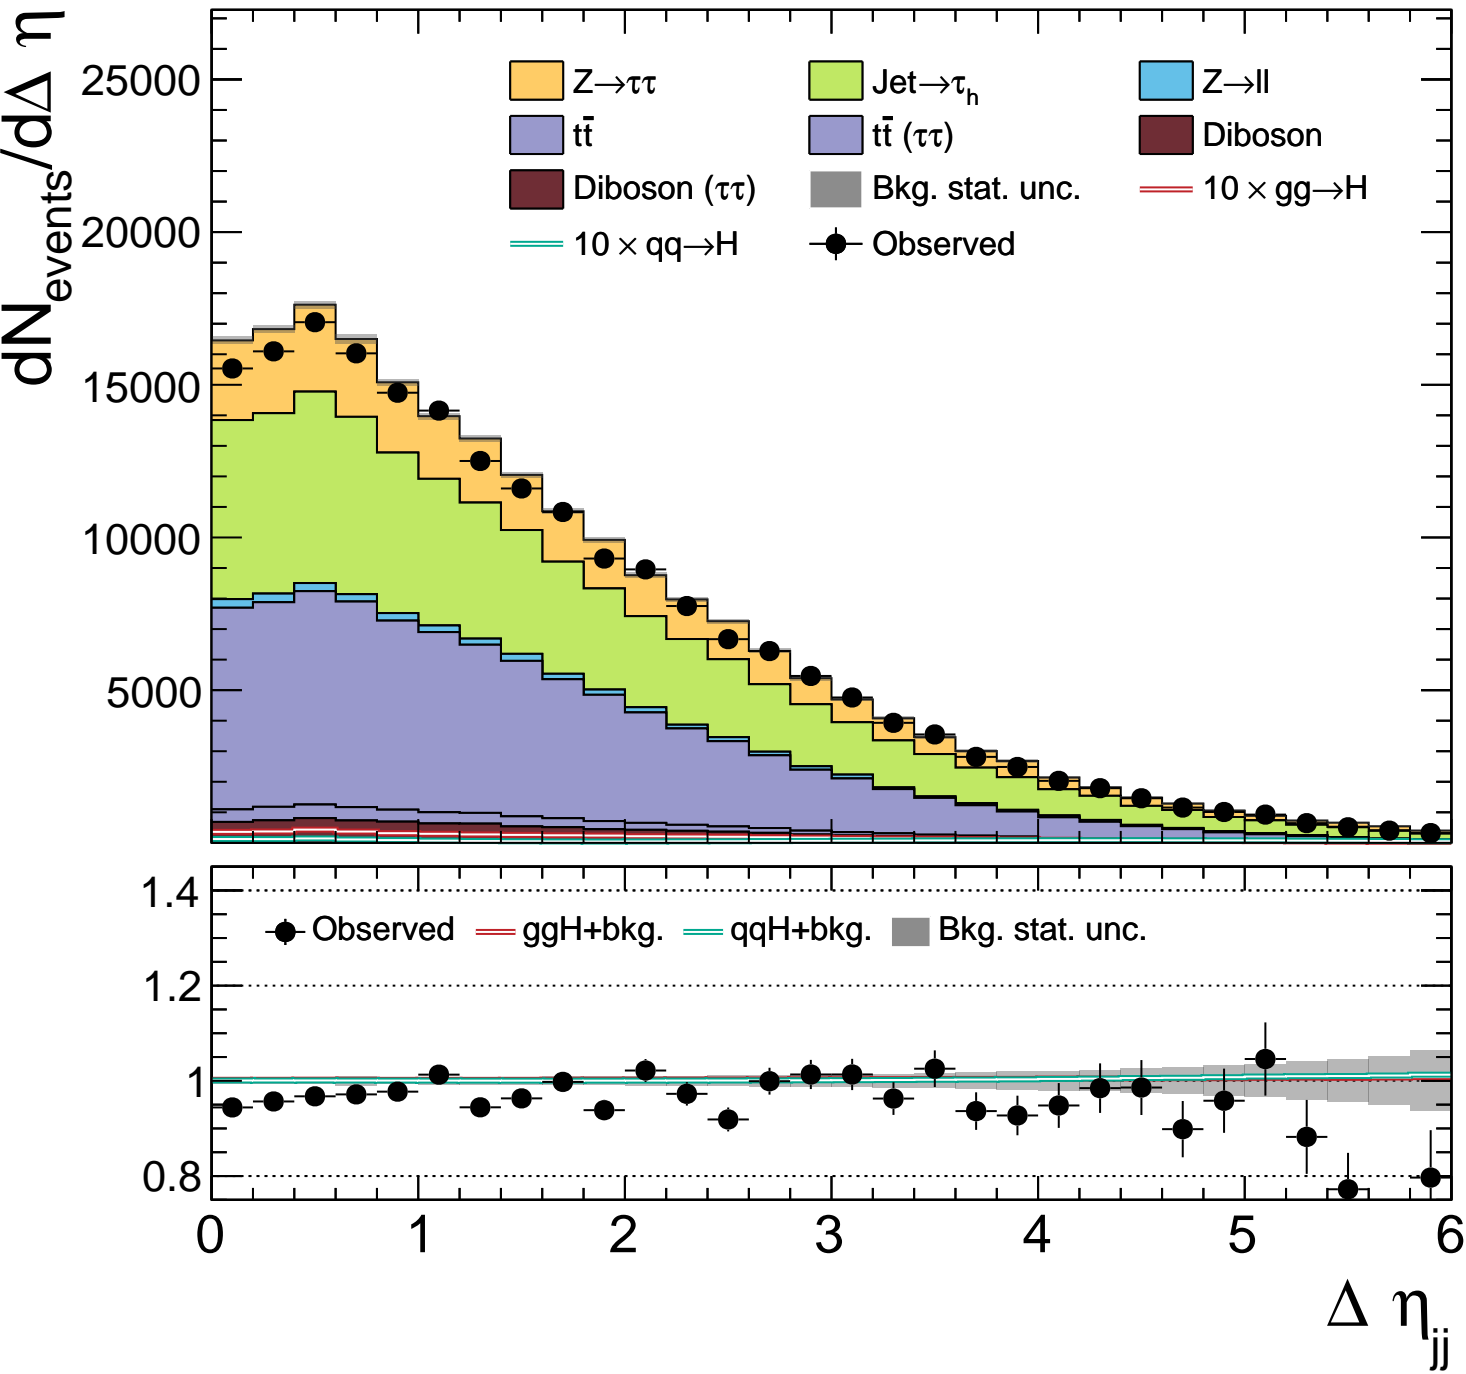 dN_events/dΔ η
25000
20000
15000
10000
5000
Z→ττ Jet→τ_h Z→ll
tt̄ tt̄ (ττ) Diboson
Diboson (ττ) Bkg. stat. unc. 10 × gg→H
10 × qq→H Observed
1.4
1.2
1
0.8
Observed ggH+bkg. qqH+bkg. Bkg. stat. unc.
0 1 2 3 4 5 6
Δ η_jj